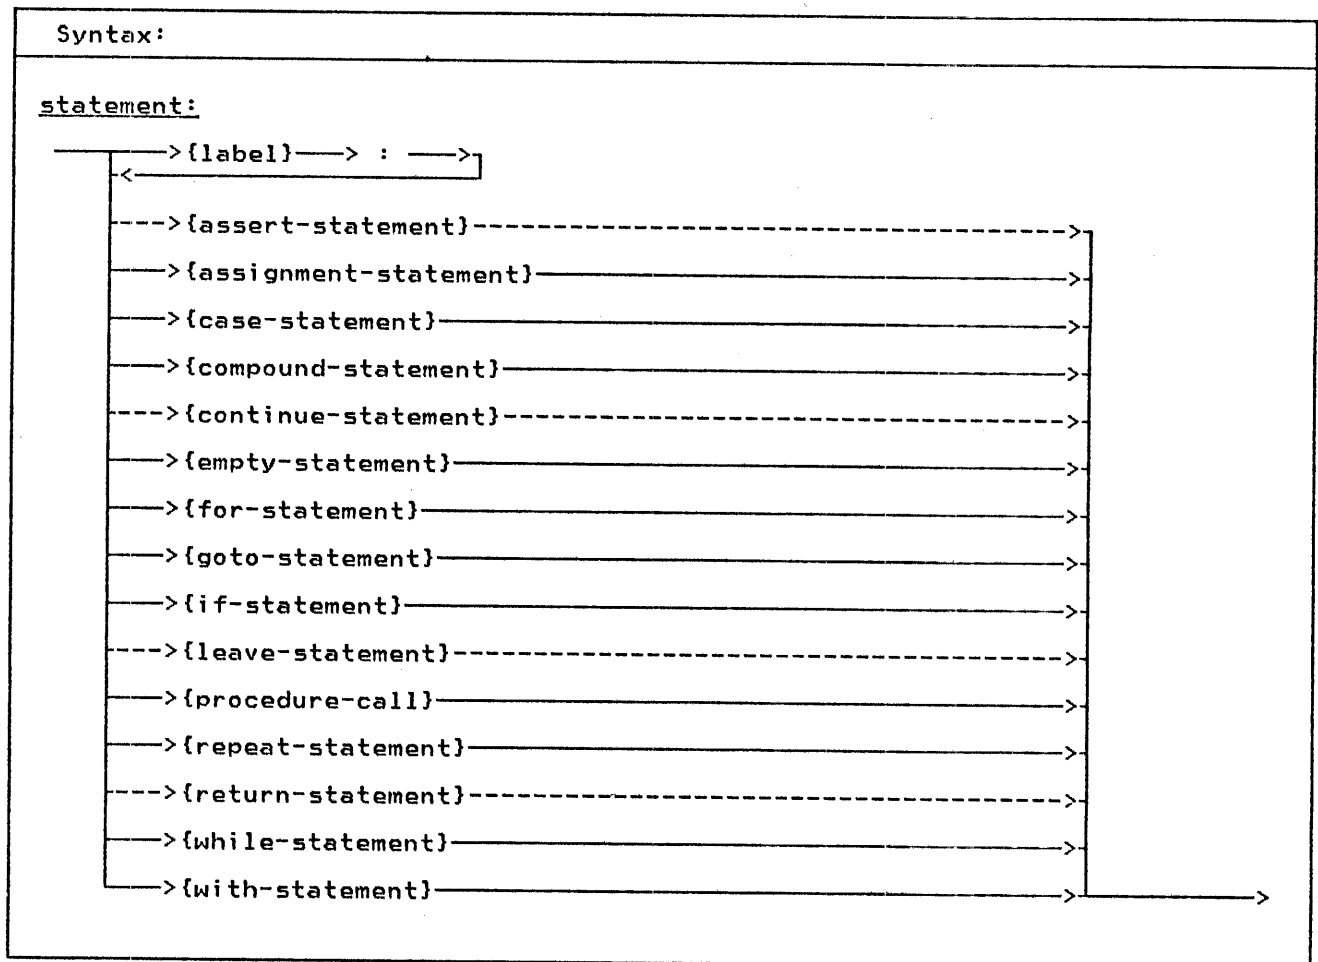 Syntax:
statement:
{label} :
{assert-statement}
{assignment-statement}
{case-statement}
{compound-statement}
{continue-statement}
{empty-statement}
{for-statement}
{goto-statement}
{if-statement}
{leave-statement}
{procedure-call}
{repeat-statement}
{return-statement}
{while-statement}
{with-statement}